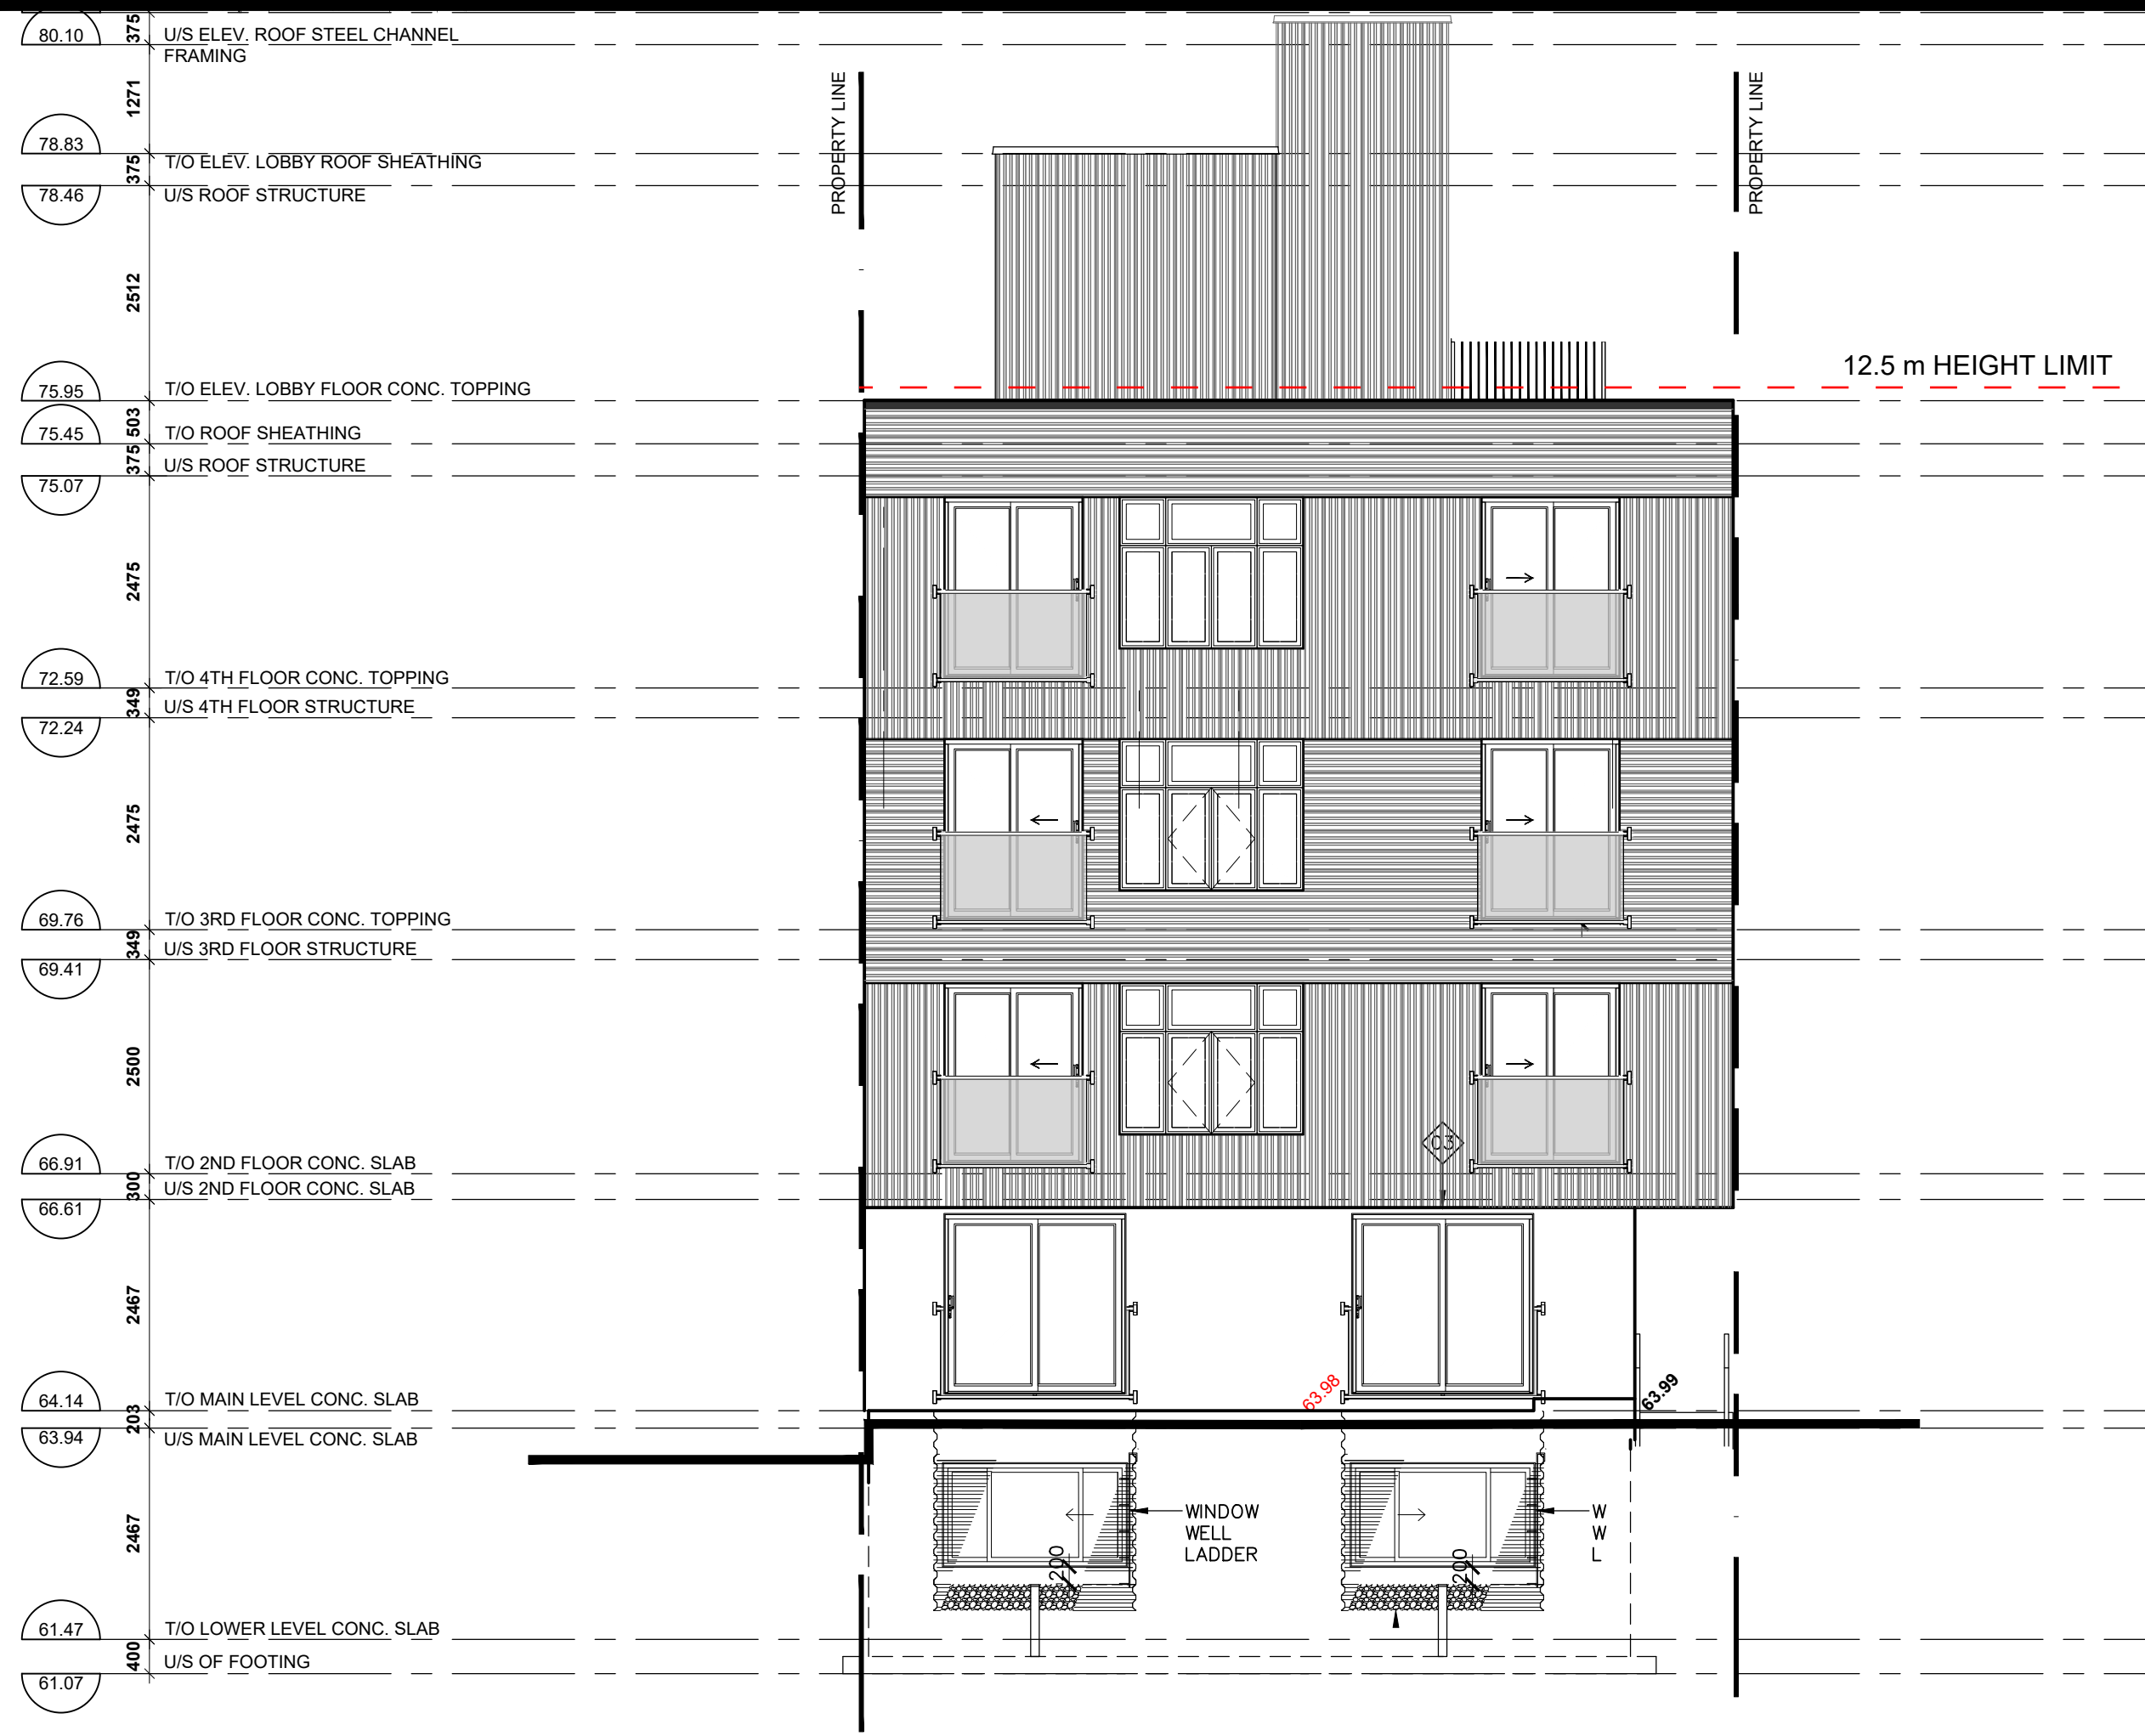 80.10
375
U/S ELEV. ROOF STEEL CHANNEL
FRAMING
1271
PROPERTY LINE
PROPERTY LINE
78.83
375
T/O ELEV. LOBBY ROOF SHEATHING
78.46
U/S ROOF STRUCTURE
2512
12.5 m HEIGHT LIMIT
75.95
T/O ELEV. LOBBY FLOOR CONC. TOPPING
503
75.45
T/O ROOF SHEATHING
375
U/S ROOF STRUCTURE
75.07
2475
72.59
T/O 4TH FLOOR CONC. TOPPING
349
U/S 4TH FLOOR STRUCTURE
72.24
2475
69.76
T/O 3RD FLOOR CONC. TOPPING
349
U/S 3RD FLOOR STRUCTURE
69.41
2500
03
66.91
T/O 2ND FLOOR CONC. SLAB
300
U/S 2ND FLOOR CONC. SLAB
66.61
2467
63.98
63.99
64.14
T/O MAIN LEVEL CONC. SLAB
203
63.94
U/S MAIN LEVEL CONC. SLAB
2467
WINDOW
WELL
LADDER
W
W
L
200
200
61.47
T/O LOWER LEVEL CONC. SLAB
400
U/S OF FOOTING
61.07